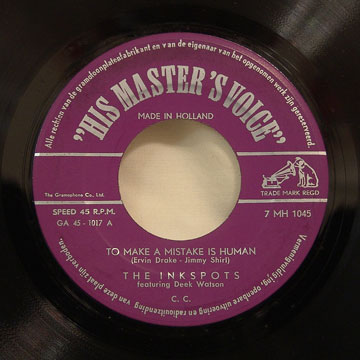 Alle rechten van de grammofoonplatenfabrikant en van de eigenaar van het opgenomen werk zijn gereserveerd.
"HIS MASTER'S VOICE"
MADE IN HOLLAND
The Gramophone Co., Ltd.
TRADE MARK REGD
SPEED 45 R.P.M.
7 MH 1045
GA 45 - 1017 A
TO MAKE A MISTAKE IS HUMAN
(Ervin Drake - Jimmy Shirl)
THE INKSPOTS
featuring Deek Watson
C. C.
Vermenigvuldiging, openbare uitvoering en radiouitzending van deze plaat zijn verboden.